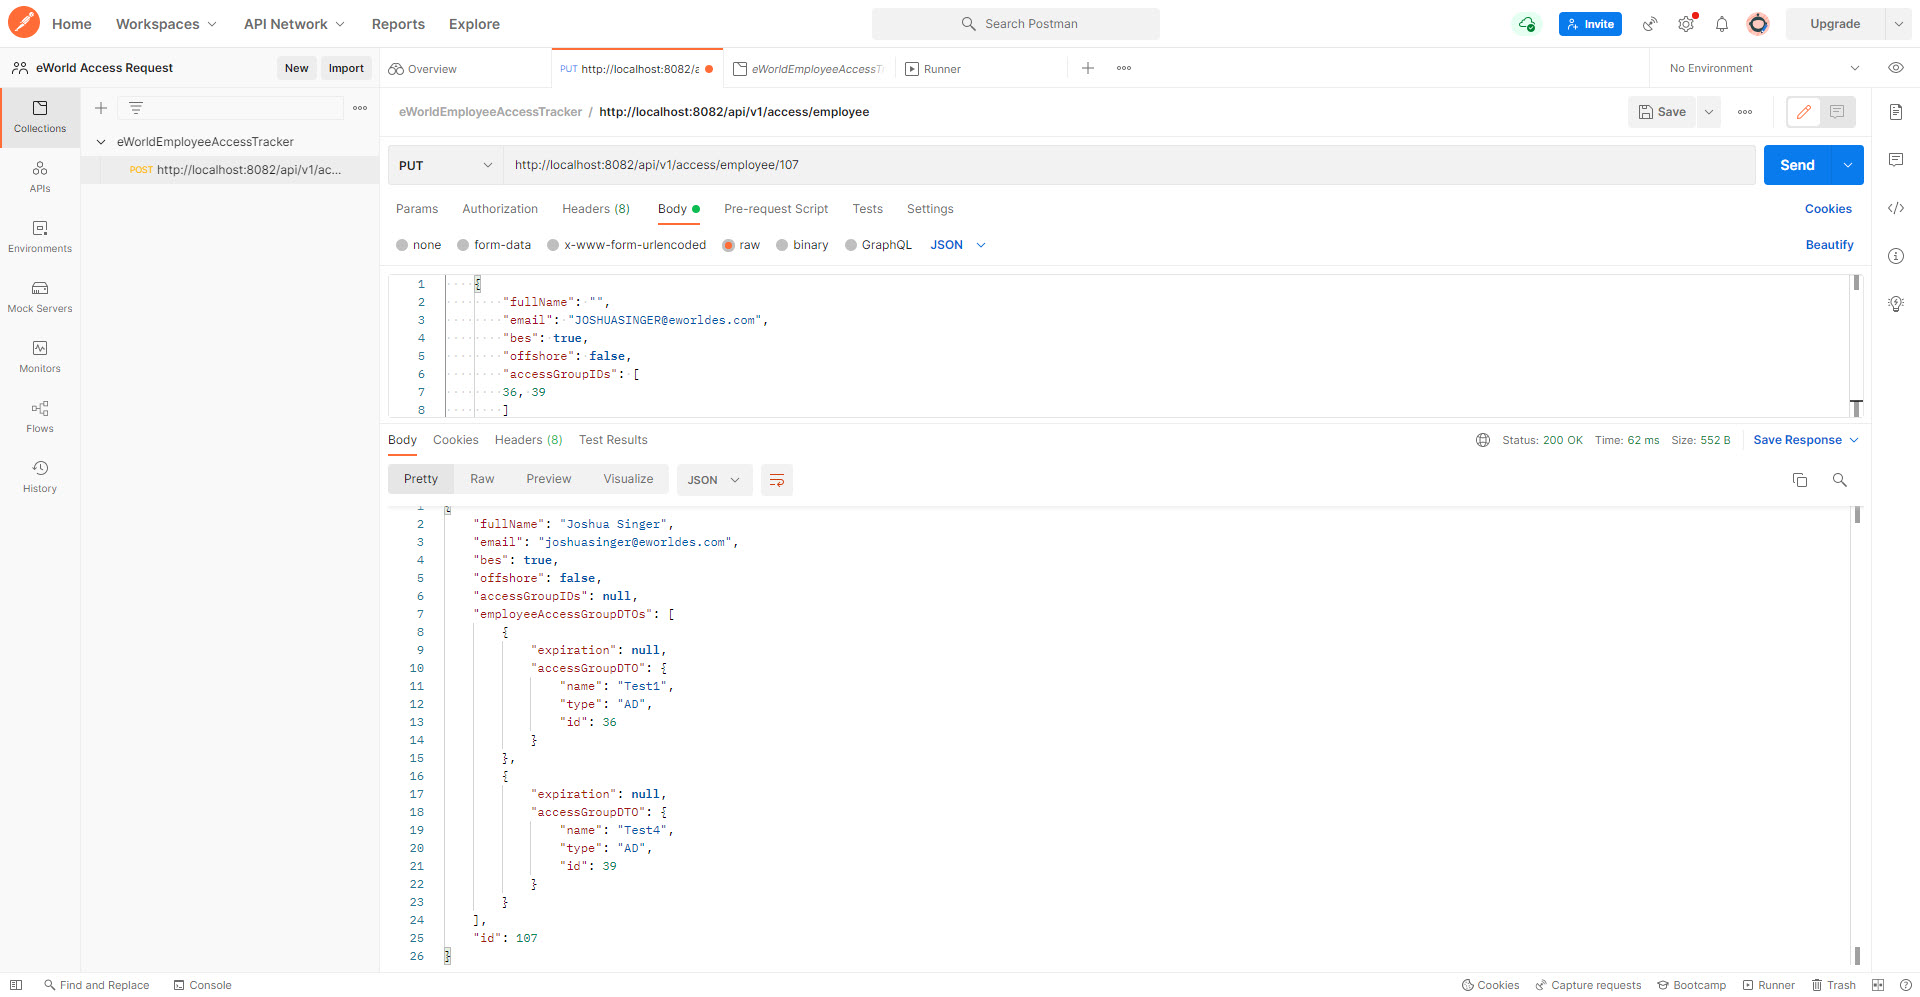 Home Workspaces API Network Reports Explore Search Postman Invite Upgrade
eWorld Access Request New Import Overview PUT http://localhost:8082/a eWorldEmployeeAccessT Runner No Environment
Collections
APIs
Environments
Mock Servers
Monitors
Flows
History
eWorldEmployeeAccessTracker
POST http://localhost:8082/api/v1/ac...
eWorldEmployeeAccessTracker / http://localhost:8082/api/v1/access/employee Save
PUT http://localhost:8082/api/v1/access/employee/107 Send
Params Authorization Headers (8) Body Pre-request Script Tests Settings Cookies
none form-data x-www-form-urlencoded raw binary GraphQL JSON Beautify
1 {
2 "fullName": "",
3 "email": "JOSHUASINGER@eworldes.com",
4 "bes": true,
5 "offshore": false,
6 "accessGroupIDs": [
7 36, 39
8 ]
Body Cookies Headers (8) Test Results Status: 200 OK Time: 62 ms Size: 552 B Save Response
Pretty Raw Preview Visualize JSON
1 {
2 "fullName": "Joshua Singer",
3 "email": "joshuasinger@eworldes.com",
4 "bes": true,
5 "offshore": false,
6 "accessGroupIDs": null,
7 "employeeAccessGroupDTOs": [
8 {
9 "expiration": null,
10 "accessGroupDTO": {
11 "name": "Test1",
12 "type": "AD",
13 "id": 36
14 }
15 },
16 {
17 "expiration": null,
18 "accessGroupDTO": {
19 "name": "Test4",
20 "type": "AD",
21 "id": 39
22 }
23 }
24 ],
25 "id": 107
26 }
Find and Replace Console Cookies Capture requests Bootcamp Runner Trash